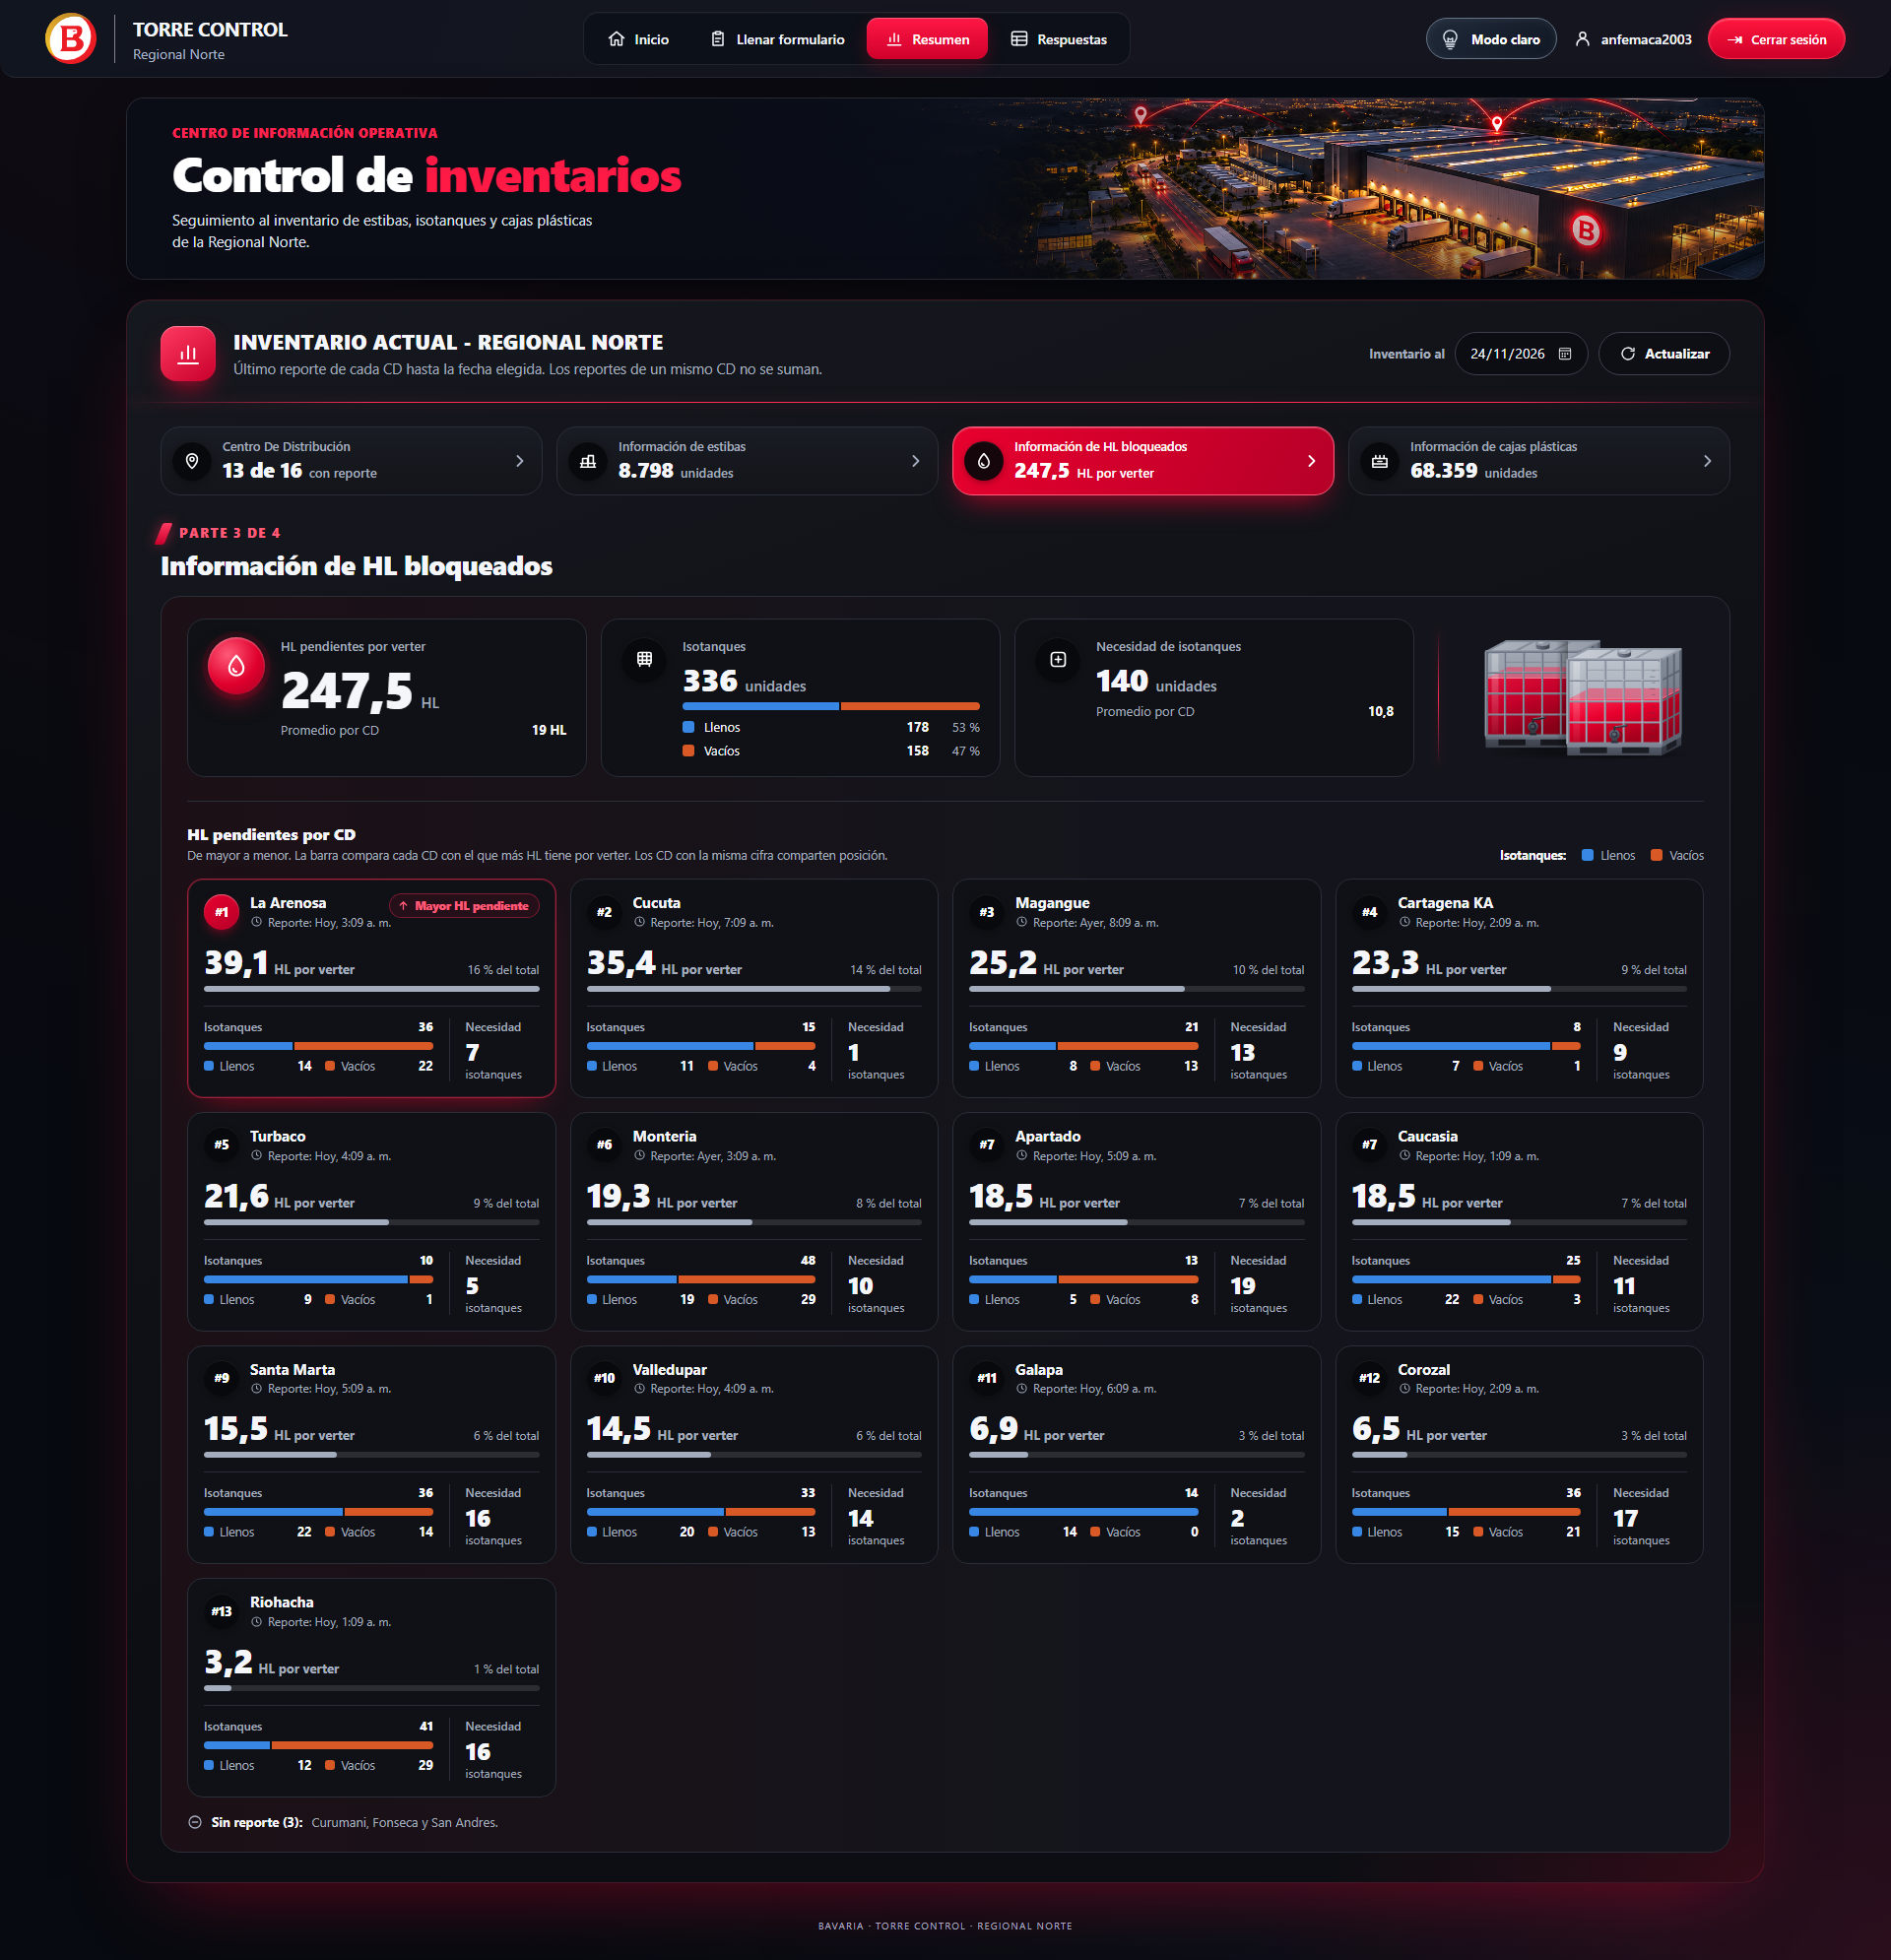 B
TORRE CONTROL
Regional Norte
Inicio
Llenar formulario
Resumen
Respuestas
Modo claro
anfemaca2003
Cerrar sesión
CENTRO DE INFORMACIÓN OPERATIVA
Control de inventarios
Seguimiento al inventario de estibas, isotanques y cajas plásticas
de la Regional Norte.
B
INVENTARIO ACTUAL - REGIONAL NORTE
Último reporte de cada CD hasta la fecha elegida. Los reportes de un mismo CD no se suman.
Inventario al
24/11/2026
Actualizar
Centro De Distribución
13 de 16 con reporte
Información de estibas
8.798 unidades
Información de HL bloqueados
247,5 HL por verter
Información de cajas plásticas
68.359 unidades
PARTE 3 DE 4
Información de HL bloqueados
HL pendientes por verter
247,5 HL
Promedio por CD 19 HL
Isotanques
336 unidades
Llenos 178 53 %
Vacíos 158 47 %
Necesidad de isotanques
140 unidades
Promedio por CD 10,8
HL pendientes por CD
De mayor a menor. La barra compara cada CD con el que más HL tiene por verter. Los CD con la misma cifra comparten posición.
Isotanques: Llenos Vacíos
#1 La Arenosa
Reporte: Hoy, 3:09 a. m.
Mayor HL pendiente
39,1 HL por verter 16 % del total
Isotanques 36
Llenos 14 Vacíos 22
Necesidad
7
isotanques
#2 Cucuta
Reporte: Hoy, 7:09 a. m.
35,4 HL por verter 14 % del total
Isotanques 15
Llenos 11 Vacíos 4
Necesidad
1
isotanques
#3 Magangue
Reporte: Ayer, 8:09 a. m.
25,2 HL por verter 10 % del total
Isotanques 21
Llenos 8 Vacíos 13
Necesidad
13
isotanques
#4 Cartagena KA
Reporte: Hoy, 2:09 a. m.
23,3 HL por verter 9 % del total
Isotanques 8
Llenos 7 Vacíos 1
Necesidad
9
isotanques
#5 Turbaco
Reporte: Hoy, 4:09 a. m.
21,6 HL por verter 9 % del total
Isotanques 10
Llenos 9 Vacíos 1
Necesidad
5
isotanques
#6 Monteria
Reporte: Ayer, 3:09 a. m.
19,3 HL por verter 8 % del total
Isotanques 48
Llenos 19 Vacíos 29
Necesidad
10
isotanques
#7 Apartado
Reporte: Hoy, 5:09 a. m.
18,5 HL por verter 7 % del total
Isotanques 13
Llenos 5 Vacíos 8
Necesidad
19
isotanques
#7 Caucasia
Reporte: Hoy, 1:09 a. m.
18,5 HL por verter 7 % del total
Isotanques 25
Llenos 22 Vacíos 3
Necesidad
11
isotanques
#9 Santa Marta
Reporte: Hoy, 5:09 a. m.
15,5 HL por verter 6 % del total
Isotanques 36
Llenos 22 Vacíos 14
Necesidad
16
isotanques
#10 Valledupar
Reporte: Hoy, 4:09 a. m.
14,5 HL por verter 6 % del total
Isotanques 33
Llenos 20 Vacíos 13
Necesidad
14
isotanques
#11 Galapa
Reporte: Hoy, 6:09 a. m.
6,9 HL por verter 3 % del total
Isotanques 14
Llenos 14 Vacíos 0
Necesidad
2
isotanques
#12 Corozal
Reporte: Hoy, 2:09 a. m.
6,5 HL por verter 3 % del total
Isotanques 36
Llenos 15 Vacíos 21
Necesidad
17
isotanques
#13 Riohacha
Reporte: Hoy, 1:09 a. m.
3,2 HL por verter 1 % del total
Isotanques 41
Llenos 12 Vacíos 29
Necesidad
16
isotanques
Sin reporte (3): Curumani, Fonseca y San Andres.
BAVARIA · TORRE CONTROL · REGIONAL NORTE